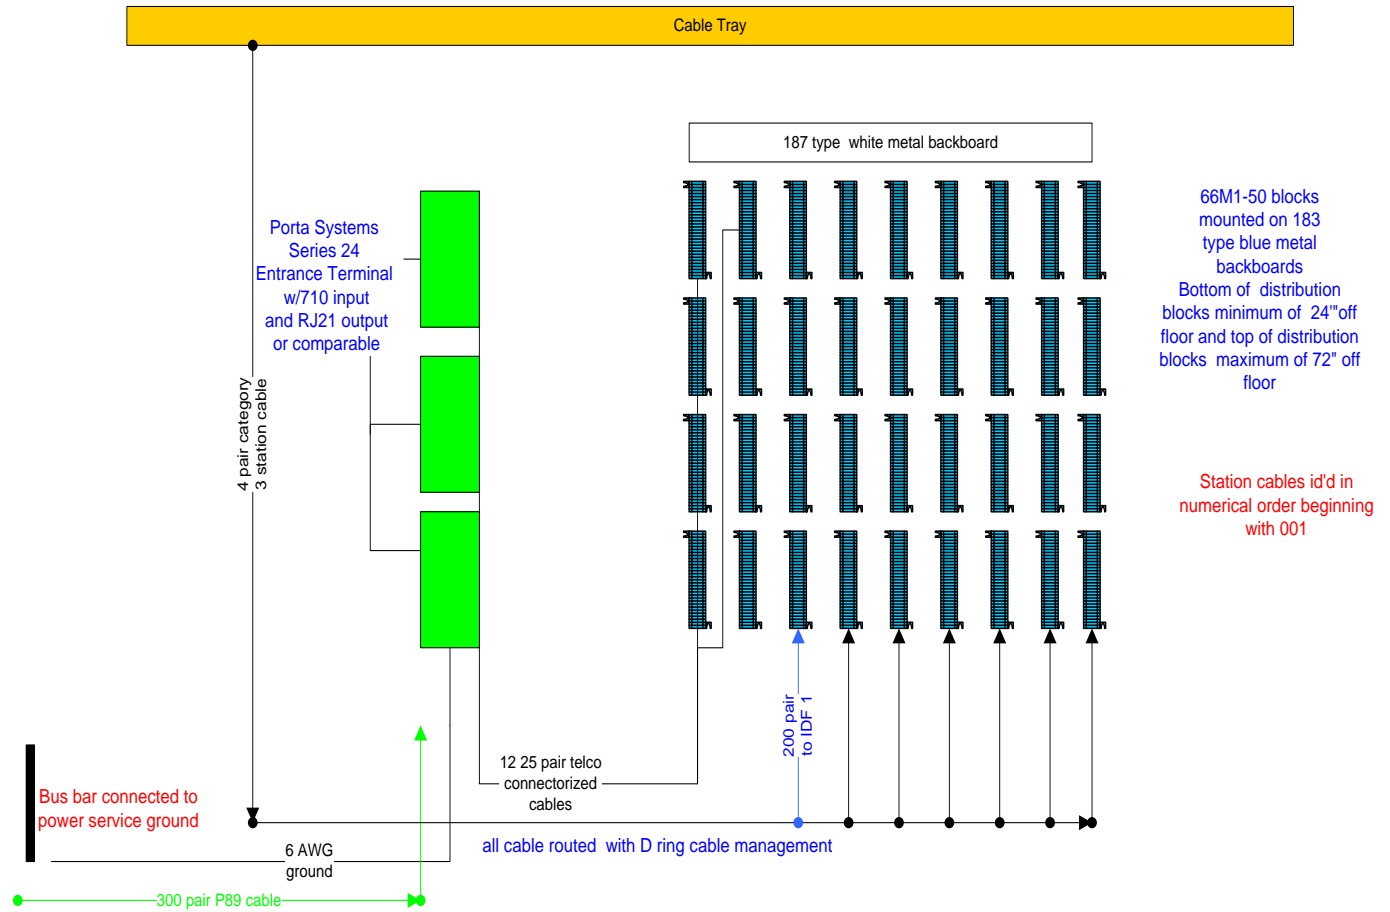 Cable Tray
187 type  white metal backboard
Porta Systems
Series 24
Entrance Terminal
w/710 input
and RJ21 output
or comparable
66M1-50 blocks
mounted on 183
type blue metal
backboards
Bottom of  distribution
blocks minimum of  24'"off
floor and top of distribution
blocks  maximum of 72" off
floor
4 pair category
3 station cable
Station cables id'd in
numerical order beginning
with 001
200 pair
to IDF 1
12 25 pair telco
connectorized
cables
Bus bar connected to
power service ground
all cable routed  with D ring cable management
6 AWG
ground
300 pair P89 cable